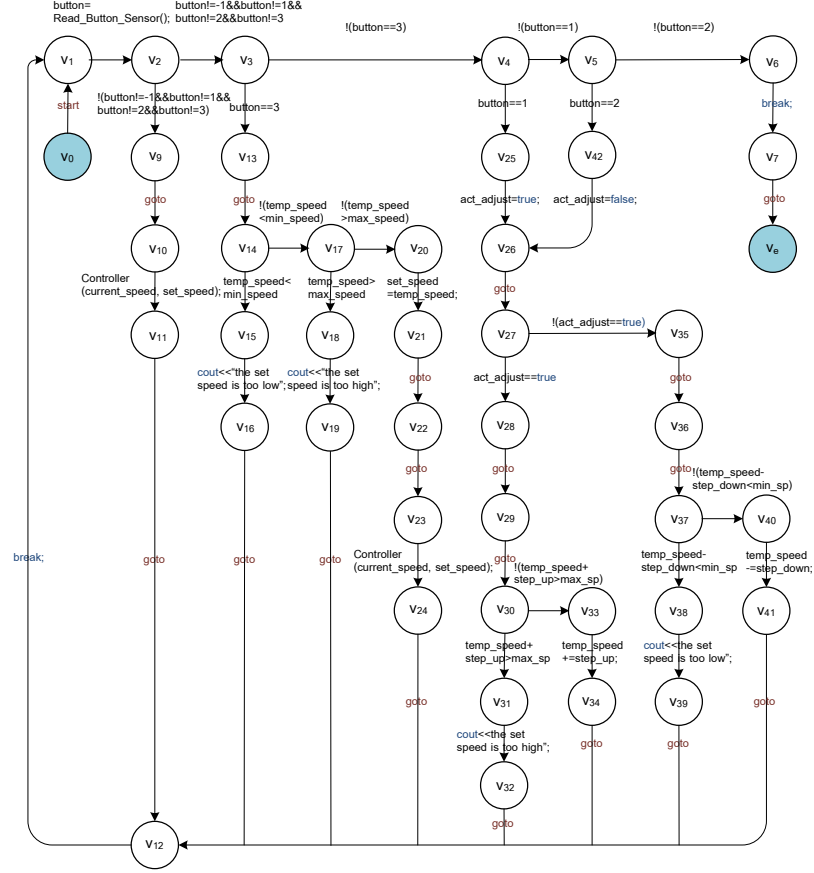 button=
Read_Button_Sensor();
button!=-1&&button!=1&&
button!=2&&button!=3
!(button==3)
!(button==1)
!(button==2)
v1
v2
v3
v4
v5
v6
start
!(button!=-1&&button!=1&&
button!=2&&button!=3)
button==3
button==1
button==2
break;
v0
v9
v13
v25
v42
v7
goto
goto
!(temp_speed
<min_speed)
!(temp_speed
>max_speed)
act_adjust=true;
act_adjust=false;
goto
v10
v14
v17
v20
v26
ve
Controller
(current_speed, set_speed);
temp_speed<
min_speed
temp_speed>
max_speed
set_speed
=temp_speed;
goto
v11
v15
v18
v21
v27
!(act_adjust==true)
v35
cout<<“the set
speed is too low”;
cout<<“the set
speed is too high”;
goto
act_adjust==true
goto
v16
v19
v22
v28
v36
goto
goto
goto
!(temp_speed-
step_down<min_sp)
v23
v29
v37
v40
break;
goto
goto
goto
Controller
(current_speed, set_speed);
goto
!(temp_speed+
step_up>max_sp)
temp_speed-
step_down<min_sp
temp_speed
-=step_down;
v24
v30
v33
v38
v41
temp_speed+
step_up>max_sp
temp_speed
+=step_up;
cout<<the set
speed is too low”;
goto
v31
v34
v39
goto
cout<<the set
speed is too high”;
goto
goto
v32
goto
v12